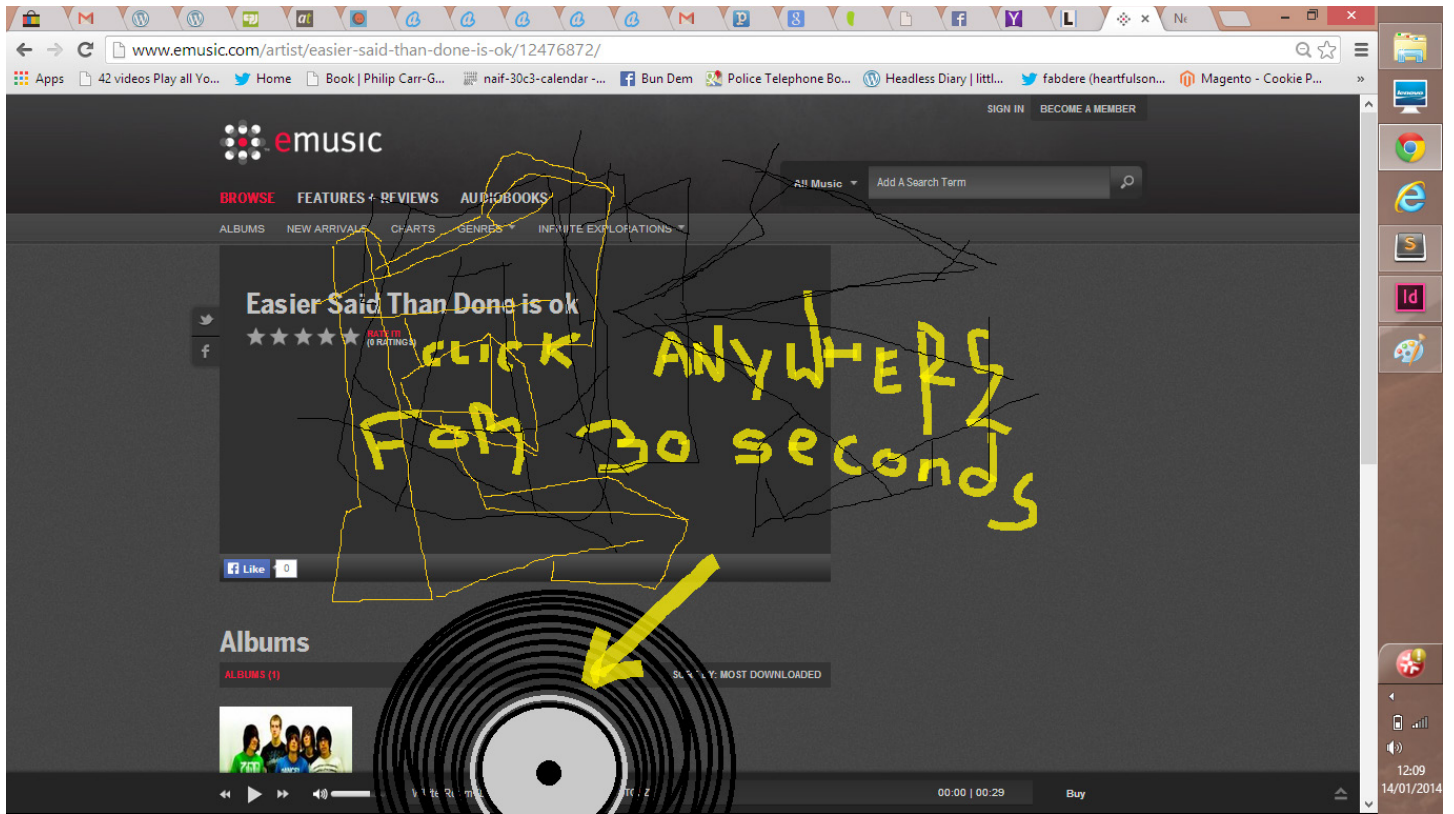 Ne
www.emusic.com/artist/easier-said-than-done-is-ok/12476872/
Apps 42 videos Play all Yo... Home Book | Philip Carr-G... naif-30c3-calendar -... Bun Dem Police Telephone Bo... Headless Diary | littl... fabdere (heartfulson... Magento - Cookie P... »
SIGN IN BECOME A MEMBER
emusic
All Music Add A Search Term
BROWSE FEATURES + REVIEWS AUDIOBOOKS
ALBUMS NEW ARRIVALS CHARTS GENRES INFINITE EXPLORATIONS
Easier Said Than Done is ok
RATE IT!
(0 RATINGS)
CLICK ANYWHERE
FOR 30 seconds
Like 0
Albums
ALBUMS (1) SORT BY: MOST DOWNLOADED
00:00 | 00:29 Buy
12:09
14/01/2014